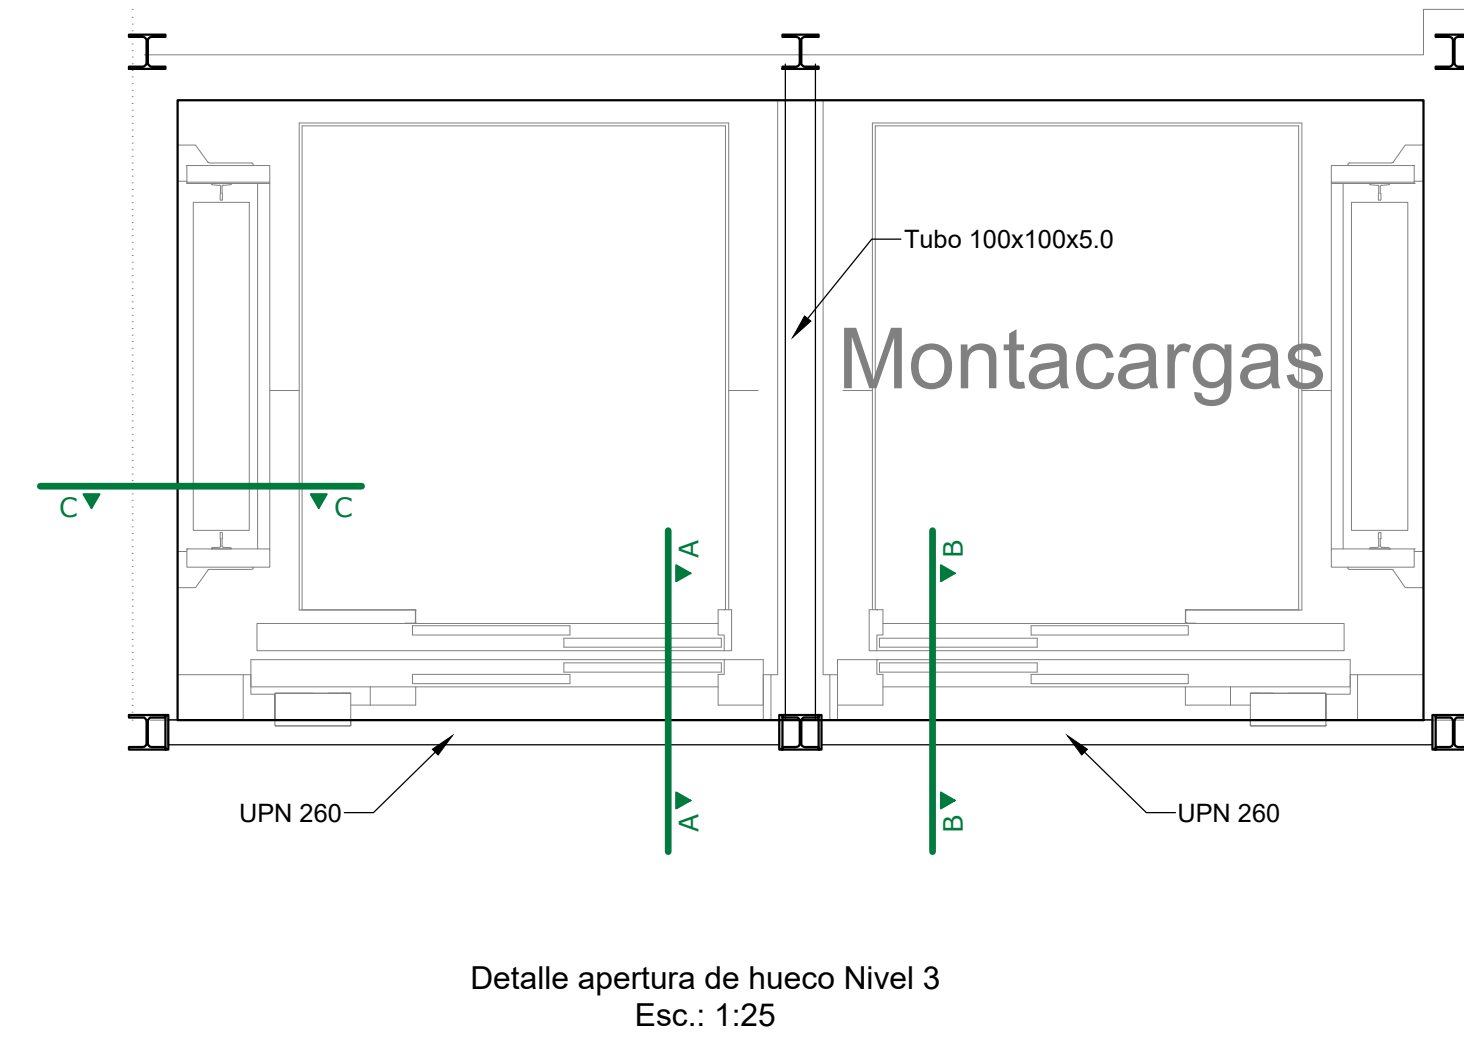 Tubo 100x100x5.0
Montacargas
C
C
A
B
UPN 260
A
B
UPN 260
Detalle apertura de hueco Nivel 3
Esc.: 1:25